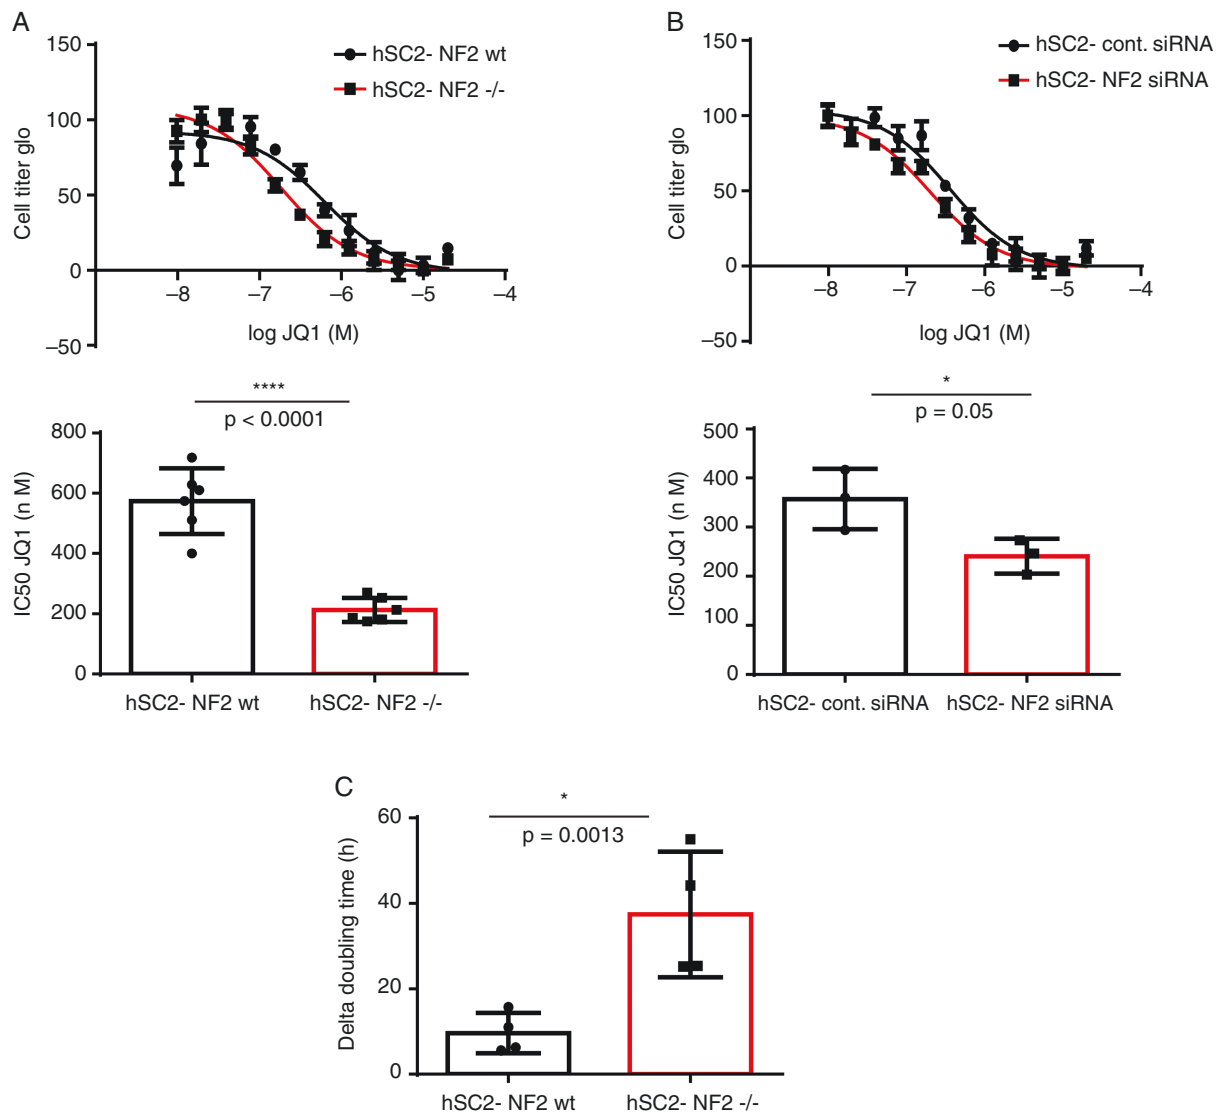 A
150
100
50
0
–50
Cell titer glo
hSC2- NF2 wt
hSC2- NF2 -/-
–8
–7
–6
–5
–4
log JQ1 (M)
****
p < 0.0001
800
600
400
200
0
IC50 JQ1 (n M)
hSC2- NF2 wt
hSC2- NF2 -/-
B
150
100
50
0
–50
Cell titer glo
hSC2- cont. siRNA
hSC2- NF2 siRNA
–8
–7
–6
–5
–4
log JQ1 (M)
*
p = 0.05
500
400
300
200
100
0
IC50 JQ1 (n M)
hSC2- cont. siRNA
hSC2- NF2 siRNA
C
*
p = 0.0013
60
40
20
0
Delta doubling time (h)
hSC2- NF2 wt
hSC2- NF2 -/-